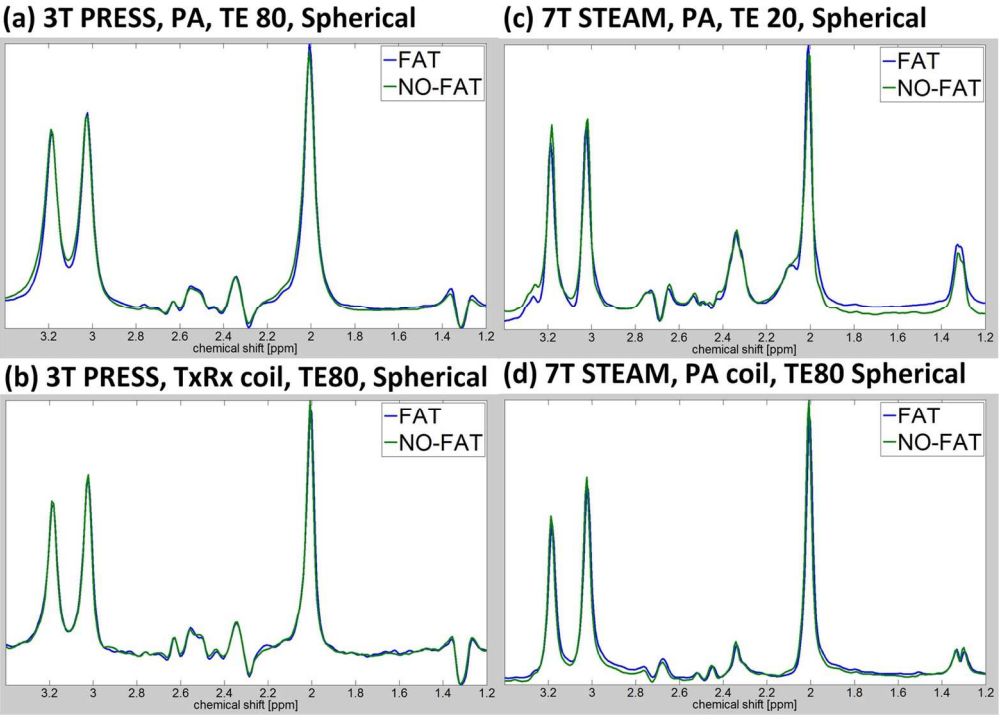 (a) 3T PRESS, PA, TE 80, Spherical
FAT
NO-FAT
3.2 3 2.8 2.6 2.4 2.2 2 1.8 1.6 1.4 1.2
chemical shift [ppm]
(c) 7T STEAM, PA, TE 20, Spherical
FAT
NO-FAT
3.2 3 2.8 2.6 2.4 2.2 2 1.8 1.6 1.4 1.2
chemical shift [ppm]
(b) 3T PRESS, TxRx coil, TE80, Spherical
FAT
NO-FAT
3.2 3 2.8 2.6 2.4 2.2 2 1.8 1.6 1.4 1.2
chemical shift [ppm]
(d) 7T STEAM, PA coil, TE80 Spherical
FAT
NO-FAT
3.2 3 2.8 2.6 2.4 2.2 2 1.8 1.6 1.4 1.2
chemical shift [ppm]